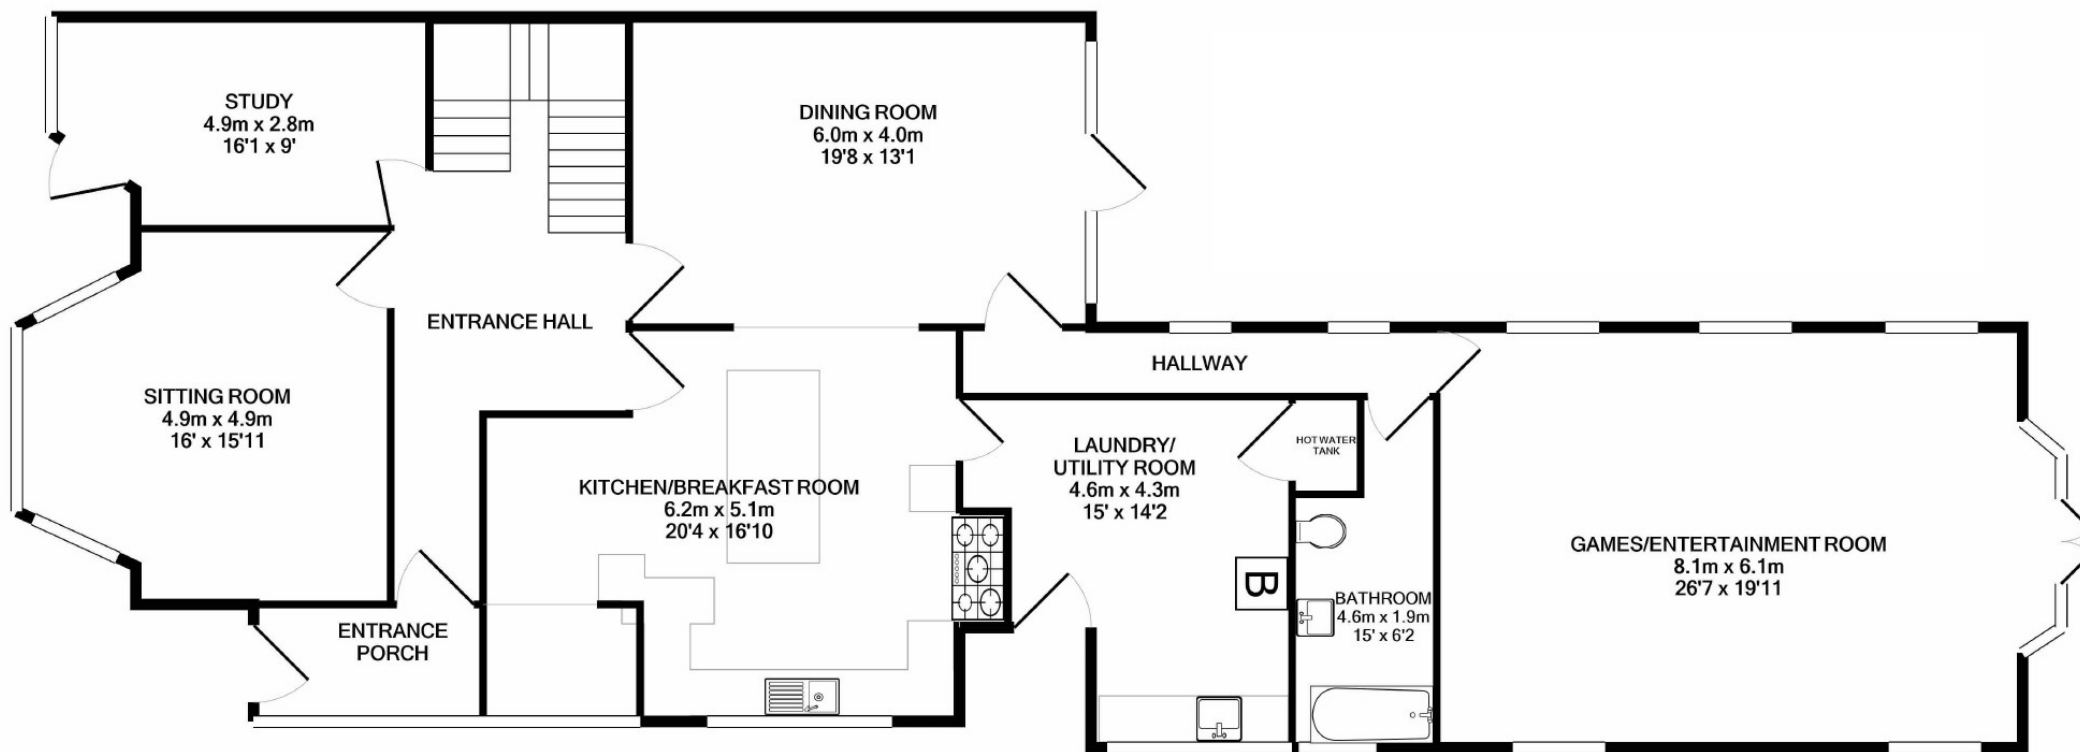 STUDY
4.9m x 2.8m
16'1 x 9'
DINING ROOM
6.0m x 4.0m
19'8 x 13'1
ENTRANCE HALL
HALLWAY
SITTING ROOM
4.9m x 4.9m
16' x 15'11
KITCHEN/BREAKFAST ROOM
6.2m x 5.1m
20'4 x 16'10
LAUNDRY/
UTILITY ROOM
4.6m x 4.3m
15' x 14'2
HOT WATER
TANK
B
BATHROOM
4.6m x 1.9m
15' x 6'2
GAMES/ENTERTAINMENT ROOM
8.1m x 6.1m
26'7 x 19'11
ENTRANCE
PORCH